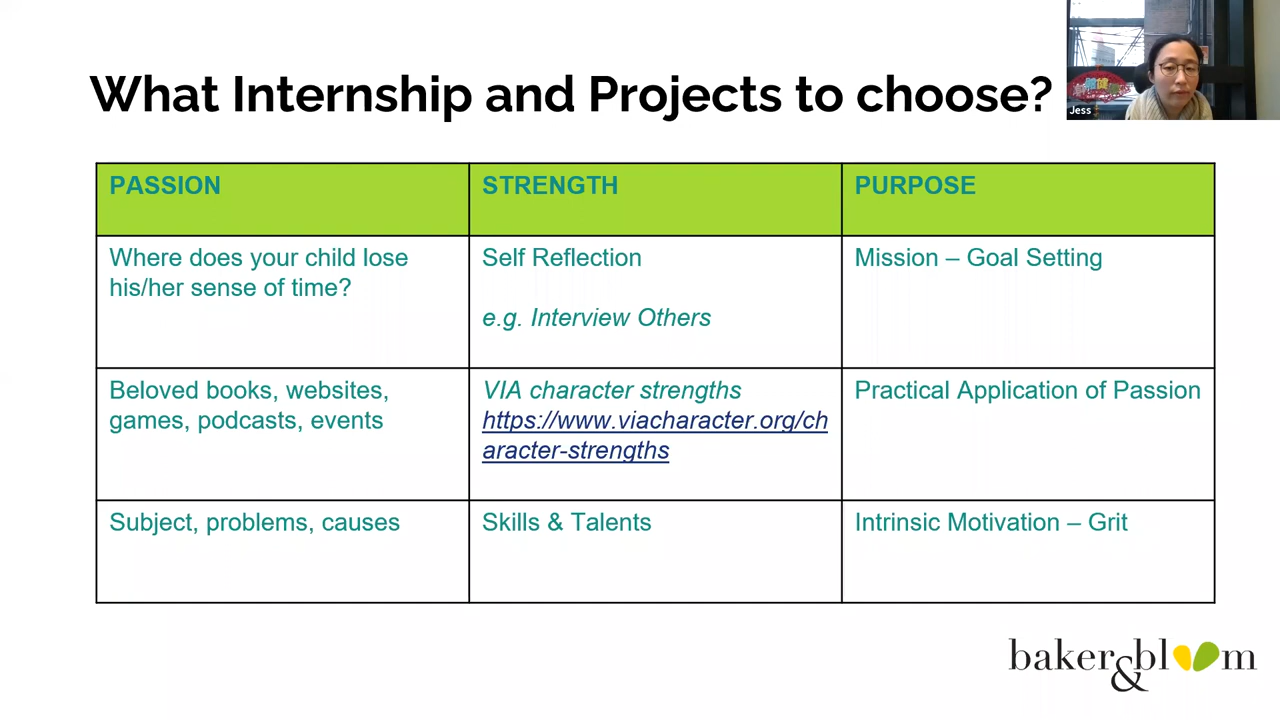 What Internship and Projects to choose?
Jess
PASSION
STRENGTH
PURPOSE
Where does your child lose
his/her sense of time?
Self Reflection
e.g. Interview Others
Mission – Goal Setting
Beloved books, websites,
games, podcasts, events
VIA character strengths
https://www.viacharacter.org/ch
aracter-strengths
Practical Application of Passion
Subject, problems, causes
Skills & Talents
Intrinsic Motivation – Grit
baker&bloom